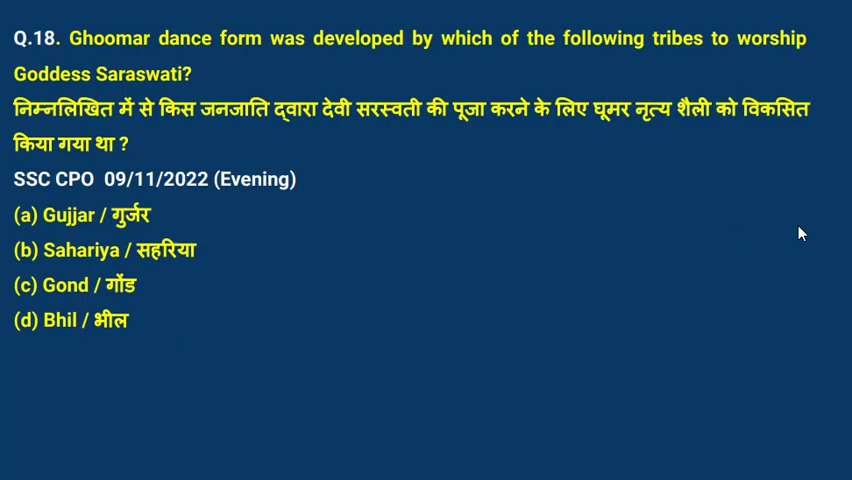 Q.18. Ghoomar dance form was developed by which of the following tribes to worship
Goddess Saraswati?
निम्नलिखित में से किस जनजाति द्वारा देवी सरस्वती की पूजा करने के लिए घूमर नृत्य शैली को विकसित
किया गया था ?
SSC CPO 09/11/2022 (Evening)
(a) Gujjar / गुर्जर
(b) Sahariya / सहरिया
(c) Gond / गोंड
(d) Bhil / भील